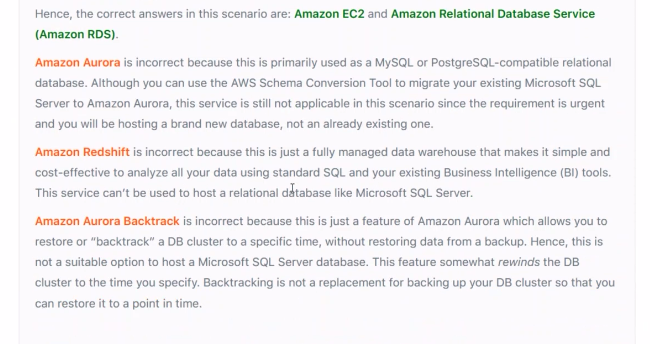 Hence, the correct answers in this scenario are: Amazon EC2 and Amazon Relational Database Service
(Amazon RDS).
Amazon Aurora is incorrect because this is primarily used as a MySQL or PostgreSQL-compatible relational
database. Although you can use the AWS Schema Conversion Tool to migrate your existing Microsoft SQL
Server to Amazon Aurora, this service is still not applicable in this scenario since the requirement is urgent
and you will be hosting a brand new database, not an already existing one.
Amazon Redshift is incorrect because this is just a fully managed data warehouse that makes it simple and
cost-effective to analyze all your data using standard SQL and your existing Business Intelligence (BI) tools.
This service can't be used to host a relational database like Microsoft SQL Server.
Amazon Aurora Backtrack is incorrect because this is just a feature of Amazon Aurora which allows you to
restore or "backtrack" a DB cluster to a specific time, without restoring data from a backup. Hence, this is
not a suitable option to host a Microsoft SQL Server database. This feature somewhat rewinds the DB
cluster to the time you specify. Backtracking is not a replacement for backing up your DB cluster so that you
can restore it to a point in time.